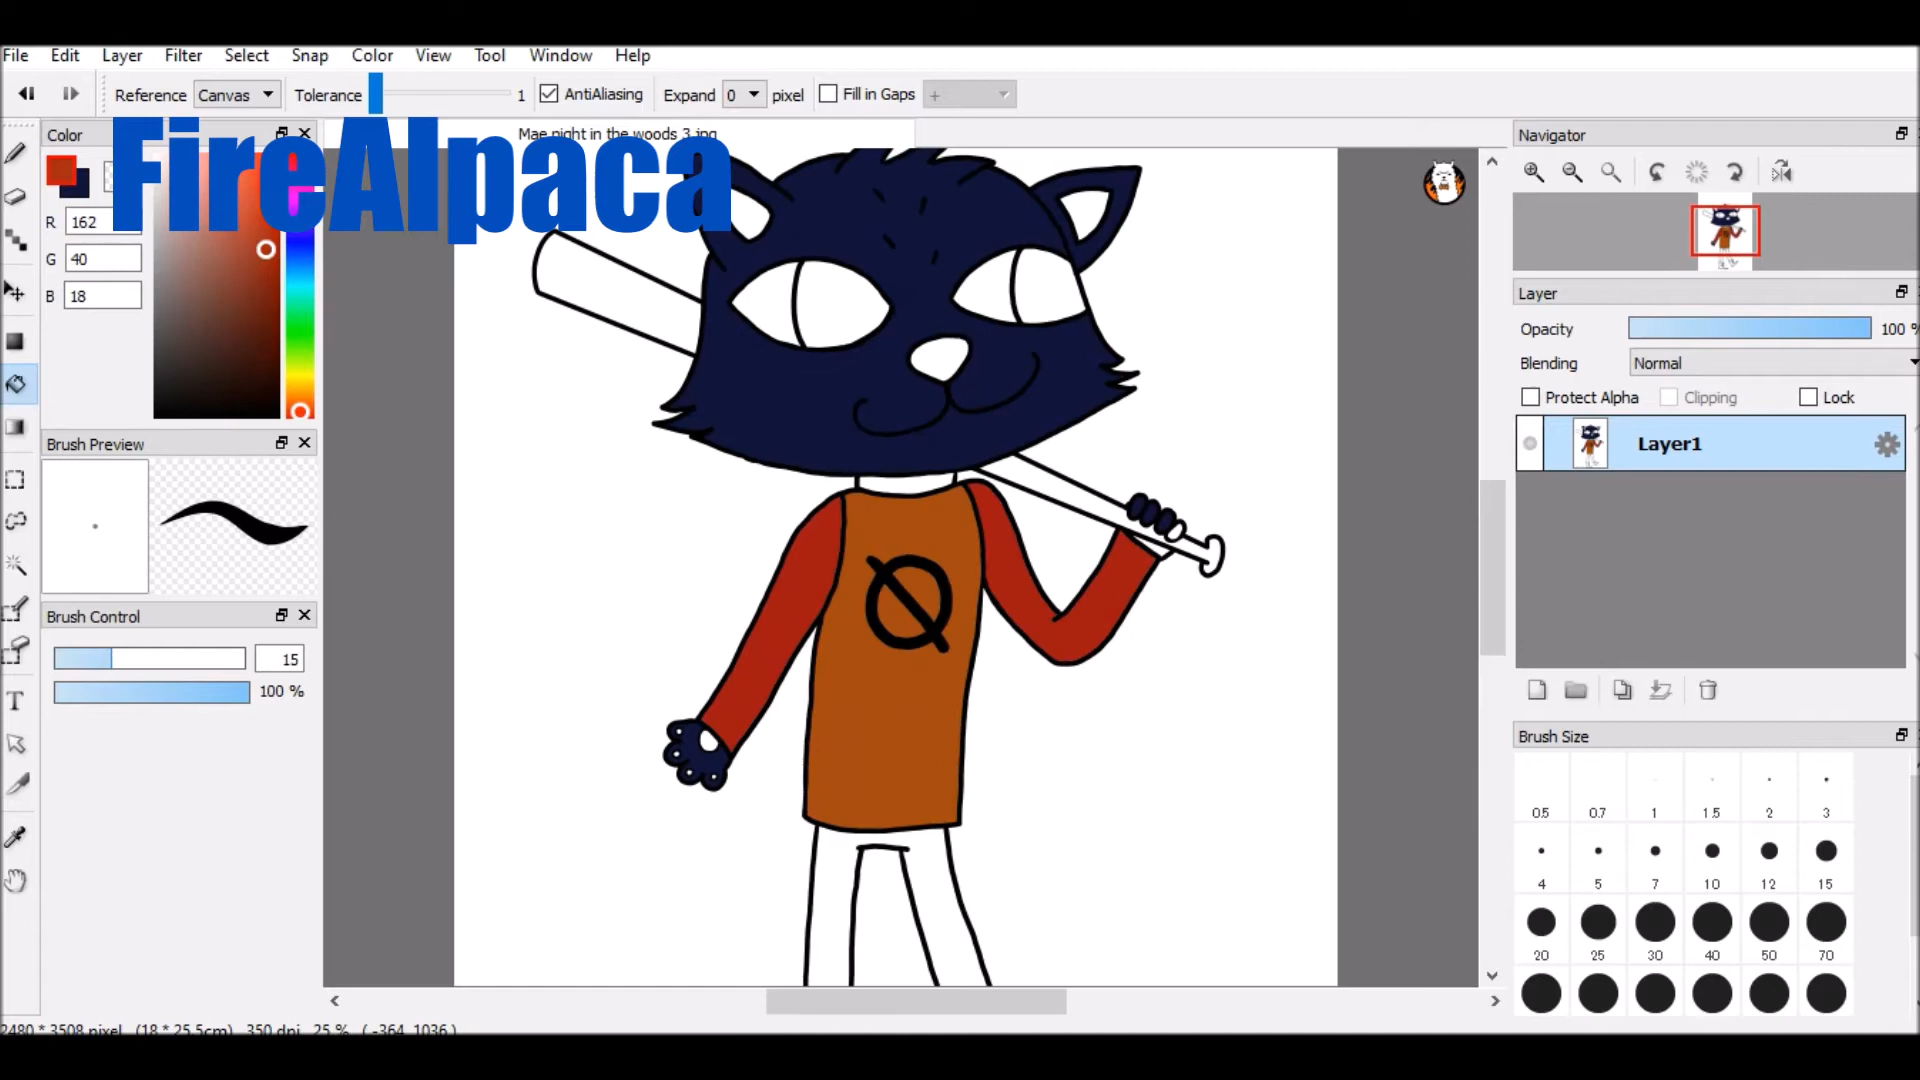 File Edit Layer Filter Select Snap Color View Tool Window Help
Reference Canvas Tolerance 1 AntiAliasing Expand 0 pixel Fill in Gaps +
Color
Mae night in the woods 3.jpg
FireAlpaca
R 162
G 40
B 18
Brush Preview
Brush Control
15
100 %
T
Navigator
Layer
Opacity 100 %
Blending Normal
Protect Alpha Clipping Lock
Layer1
Brush Size
0.5 0.7 1 1.5 2 3
4 5 7 10 12 15
20 25 30 40 50 70
2480 * 3508 pixel (18 * 25.5cm) 350 dpi 25 % ( -364, 1036 )